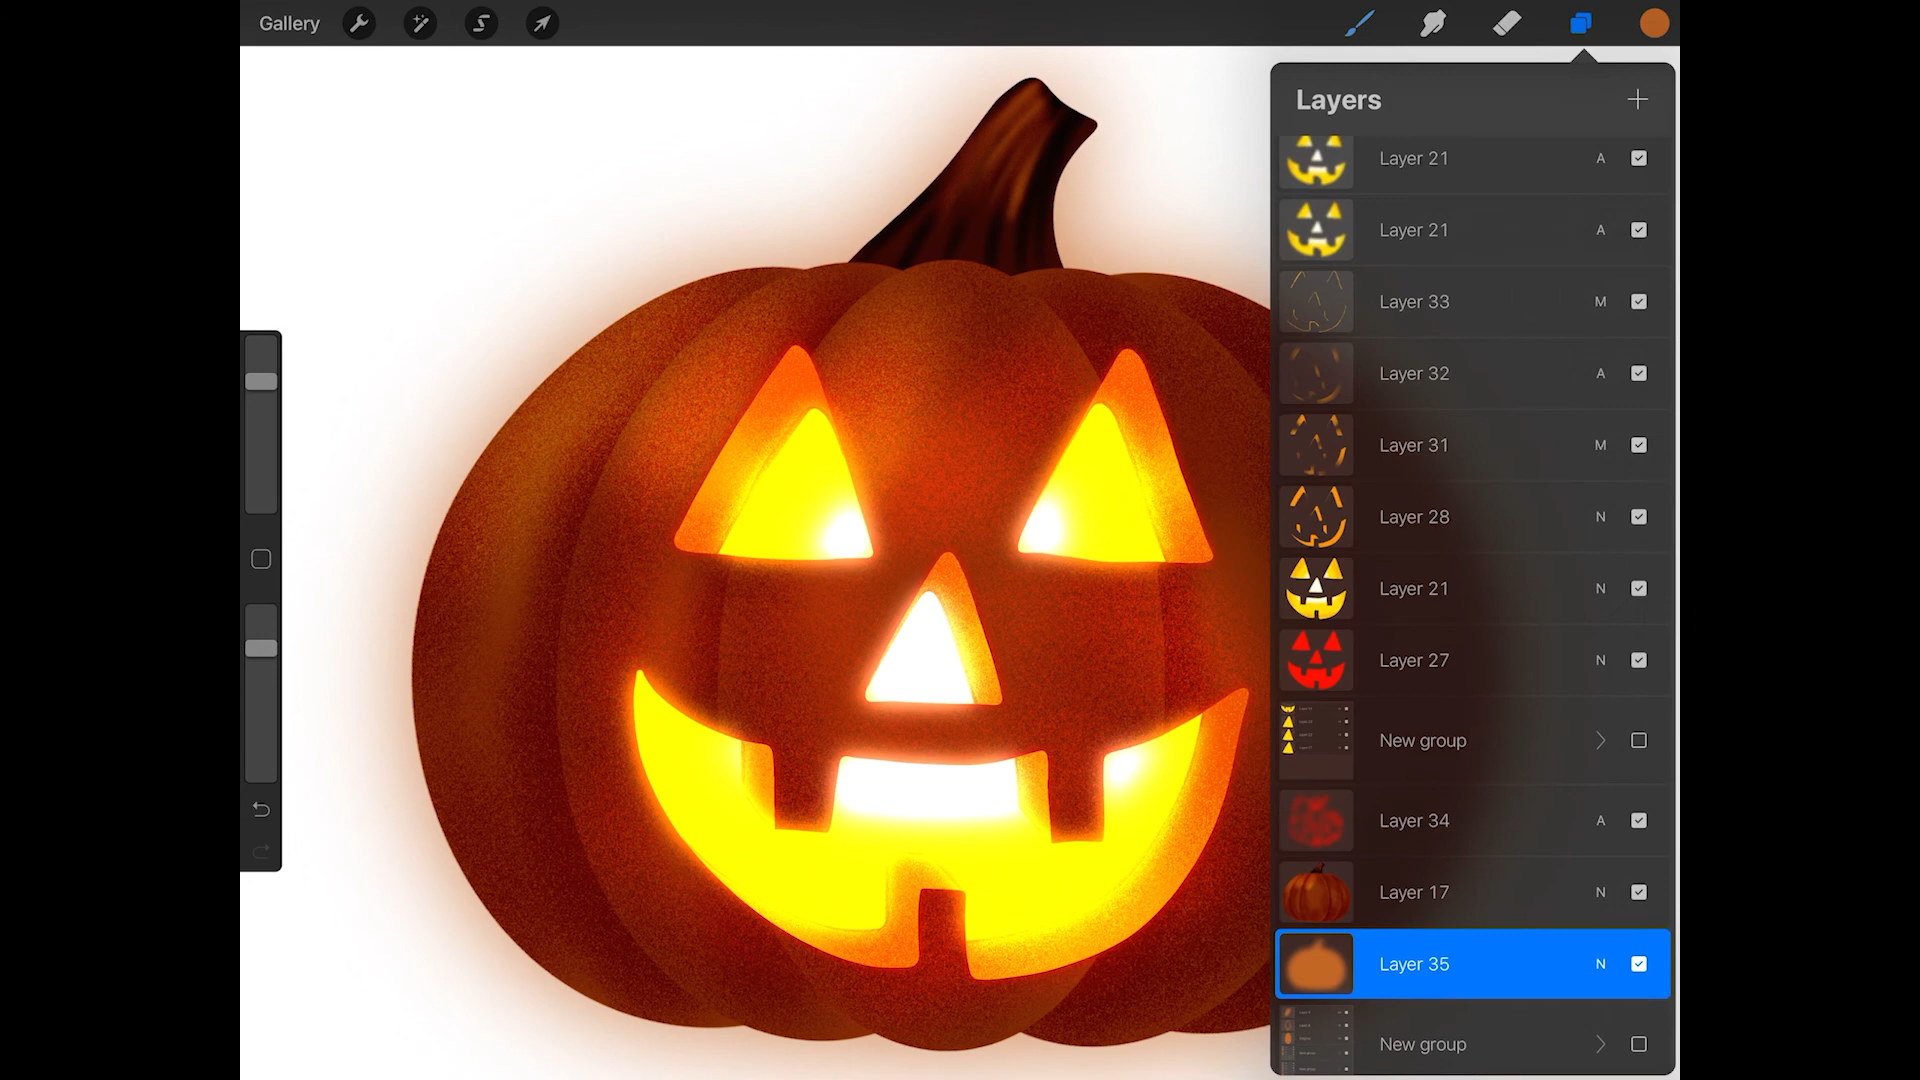 Gallery
Layers
Layer 21 A
Layer 21 A
Layer 33 M
Layer 32 A
Layer 31 M
Layer 28 N
Layer 21 N
Layer 27 N
New group
Layer 34 A
Layer 17 N
Layer 35 N
New group